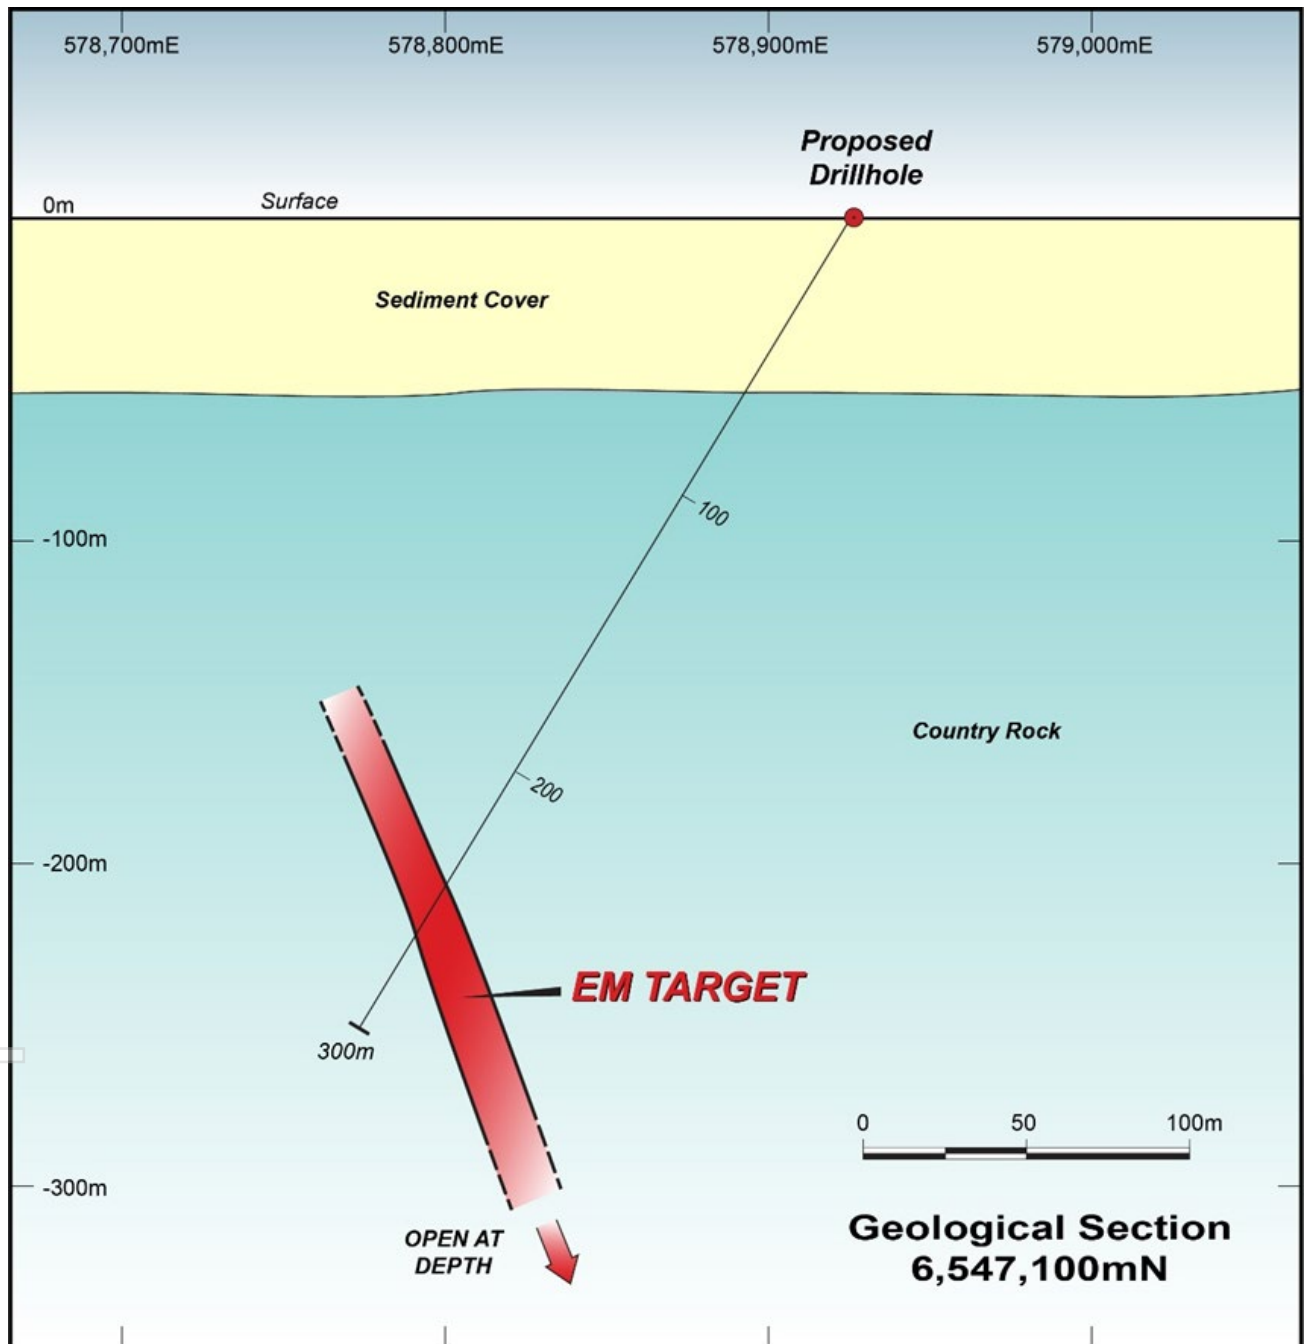 578,700mE 578,800mE 578,900mE 579,000mE
Proposed
Drillhole
0m
Surface
Sediment Cover
100
-100m
Country Rock
200
-200m
EM TARGET
300m
0 50 100m
-300m
OPEN AT
DEPTH
Geological Section
6,547,100mN